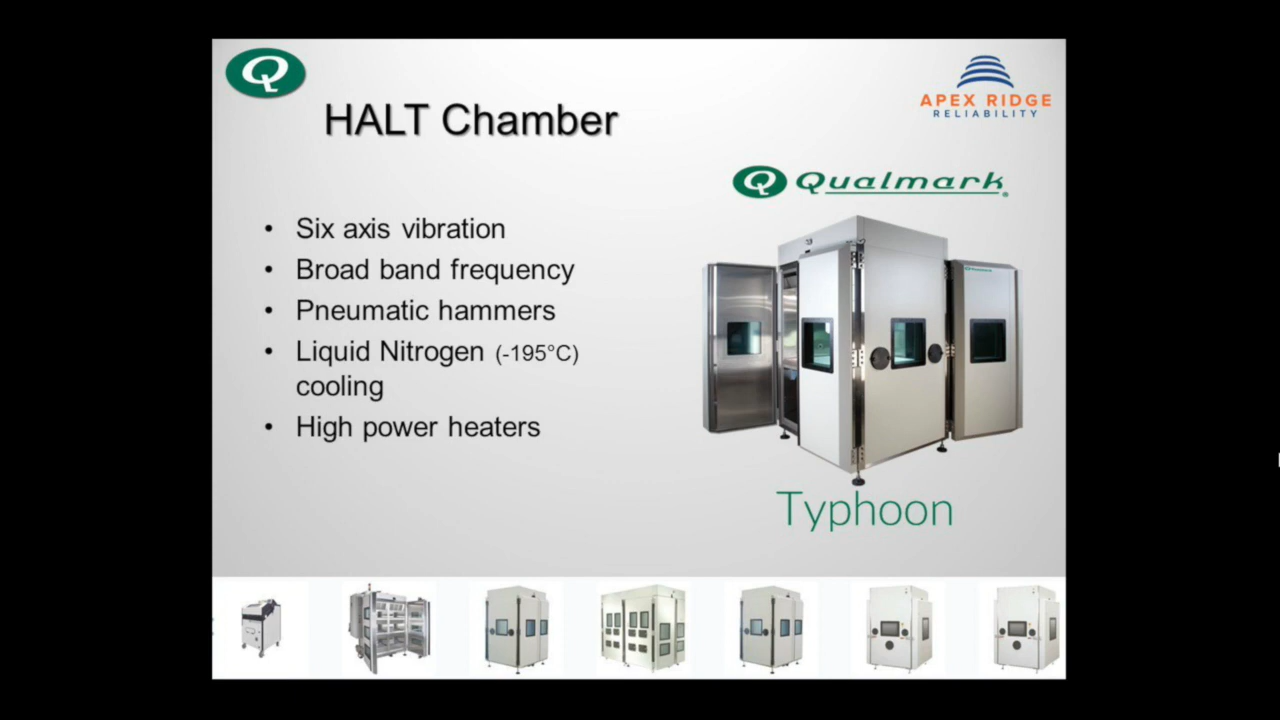 Q
HALT Chamber
APEX RIDGE
RELIABILITY
Q Qualmark
• Six axis vibration
• Broad band frequency
• Pneumatic hammers
• Liquid Nitrogen (-195°C)
cooling
• High power heaters
Typhoon